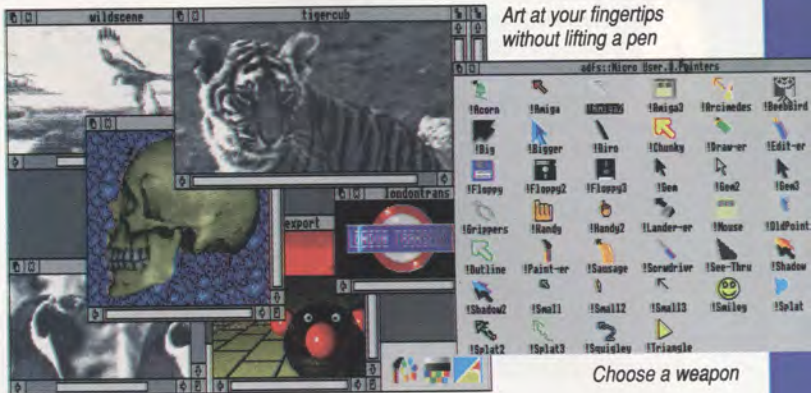 wildscene
tigercub
Art at your fingertips
without lifting a pen
adfs::Micro User.$.Pointers
!Acorn !Amiga !Amiga3 !Arcimedes !BeebBird
!Big !Bigger !Biro !Chunky !Draw-er !Edit-er
!Floppy !Floppy2 !Floppy3 !Gem !Gem2 !Gem3
!Grippers !Handy !Handy2 !Lander-er !Mouse !OldPoint
!Outline !Paint-er !Sausage !Scrwdrivr !See-Thru !Shadow
!Shadow2 !Small !Small2 !Small3 !Smiley !Splat
!Splat2 !Splat3 !Squigley !Triangle
londontrans
export
Choose a weapon